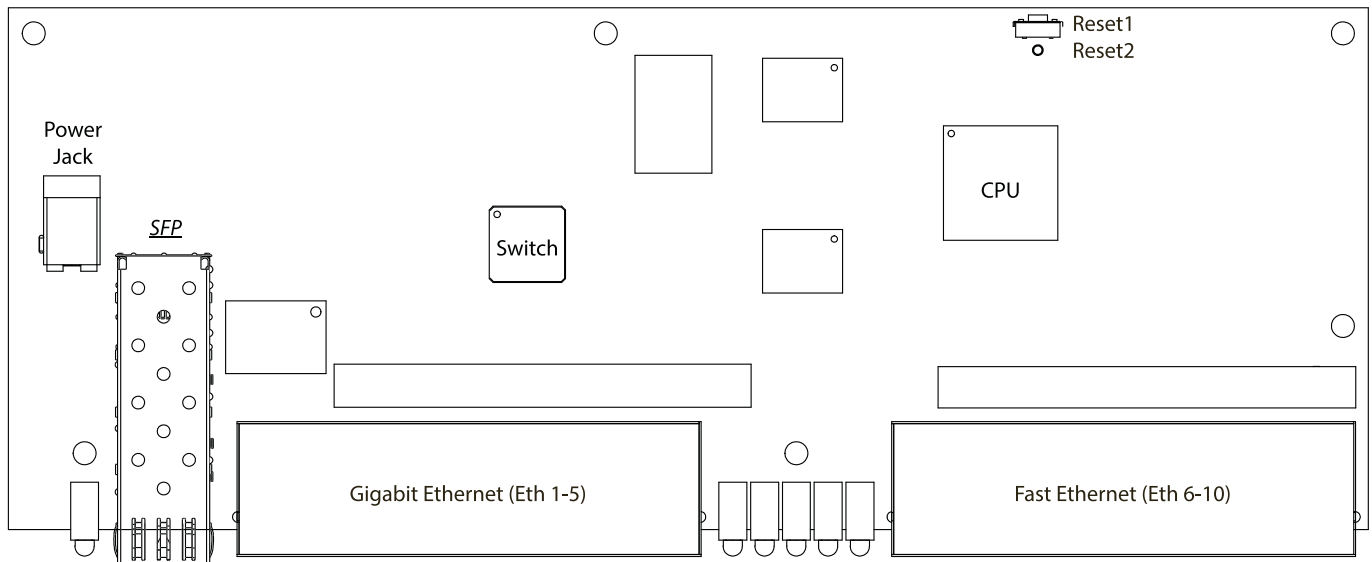 Reset1
Reset2
Power
Jack
CPU
SFP
Switch
Gigabit Ethernet (Eth 1-5)
Fast Ethernet (Eth 6-10)